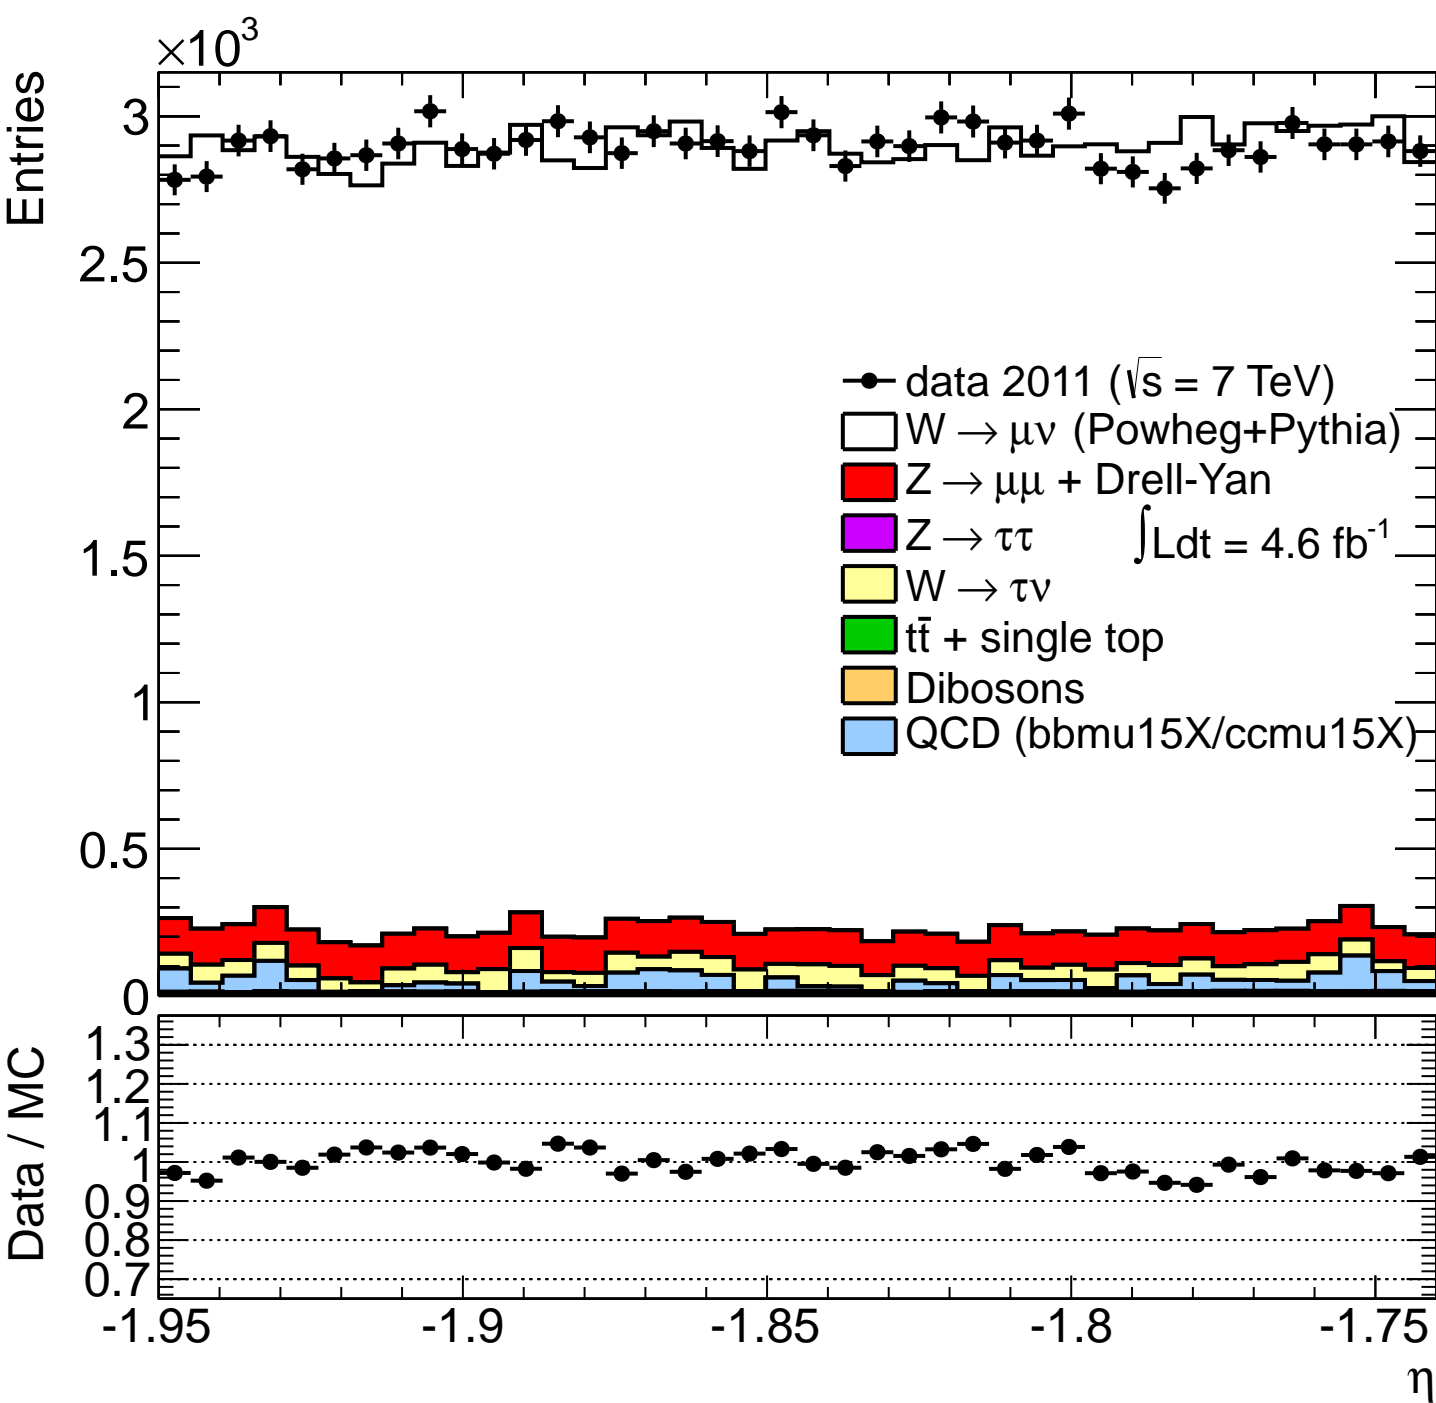 ×10³
Entries
3
2.5
2
1.5
1
0.5
0
data 2011 (√s = 7 TeV)
W → μν (Powheg+Pythia)
Z → μμ + Drell-Yan
Z → ττ
∫Ldt = 4.6 fb⁻¹
W → τν
tt̄ + single top
Dibosons
QCD (bbmu15X/ccmu15X)
Data / MC
1.3
1.2
1.1
1
0.9
0.8
0.7
-1.95 -1.9 -1.85 -1.8 -1.75
η